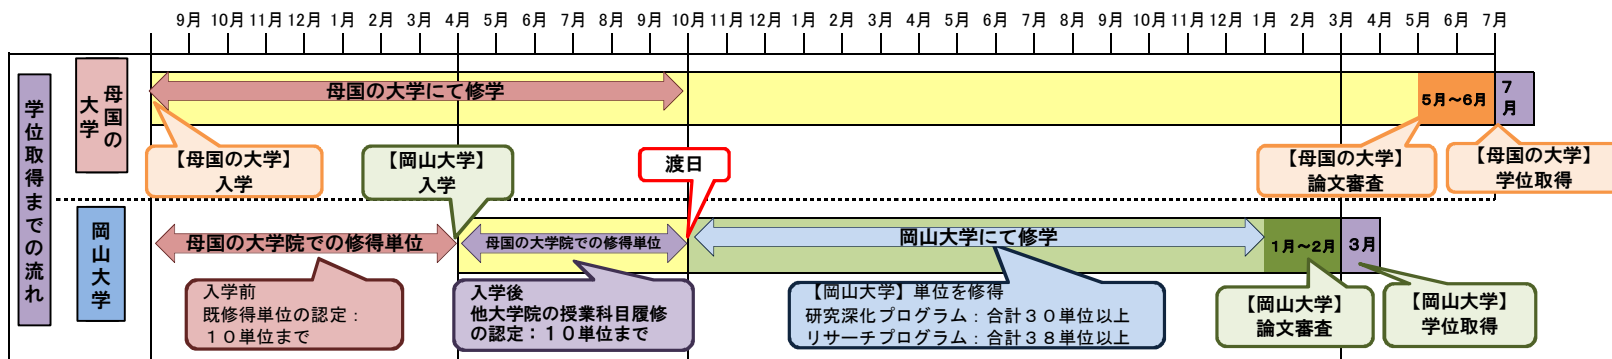 9月 10月 11月 12月 1月 2月 3月 4月 5月 6月 7月 8月 9月 10月 11月 12月 1月 2月 3月 4月 5月 6月 7月 8月 9月 10月 11月 12月 1月 2月 3月 4月 5月 6月 7月
学位取得までの流れ
母国の
大学
母国の大学にて修学
5月～6月
7
月
【母国の大学】
入学
【岡山大学】
入学
渡日
【母国の大学】
論文審査
【母国の大学】
学位取得
岡山大学
母国の大学院での修得単位
母国の大学院での修得単位
岡山大学にて修学
1月～2月
3月
入学前
既修得単位の認定：
１０単位まで
入学後
他大学院の授業科目履修
の認定：１０単位まで
【岡山大学】単位を修得
研究深化プログラム：合計３０単位以上
リサーチプログラム：合計３８単位以上
【岡山大学】
論文審査
【岡山大学】
学位取得